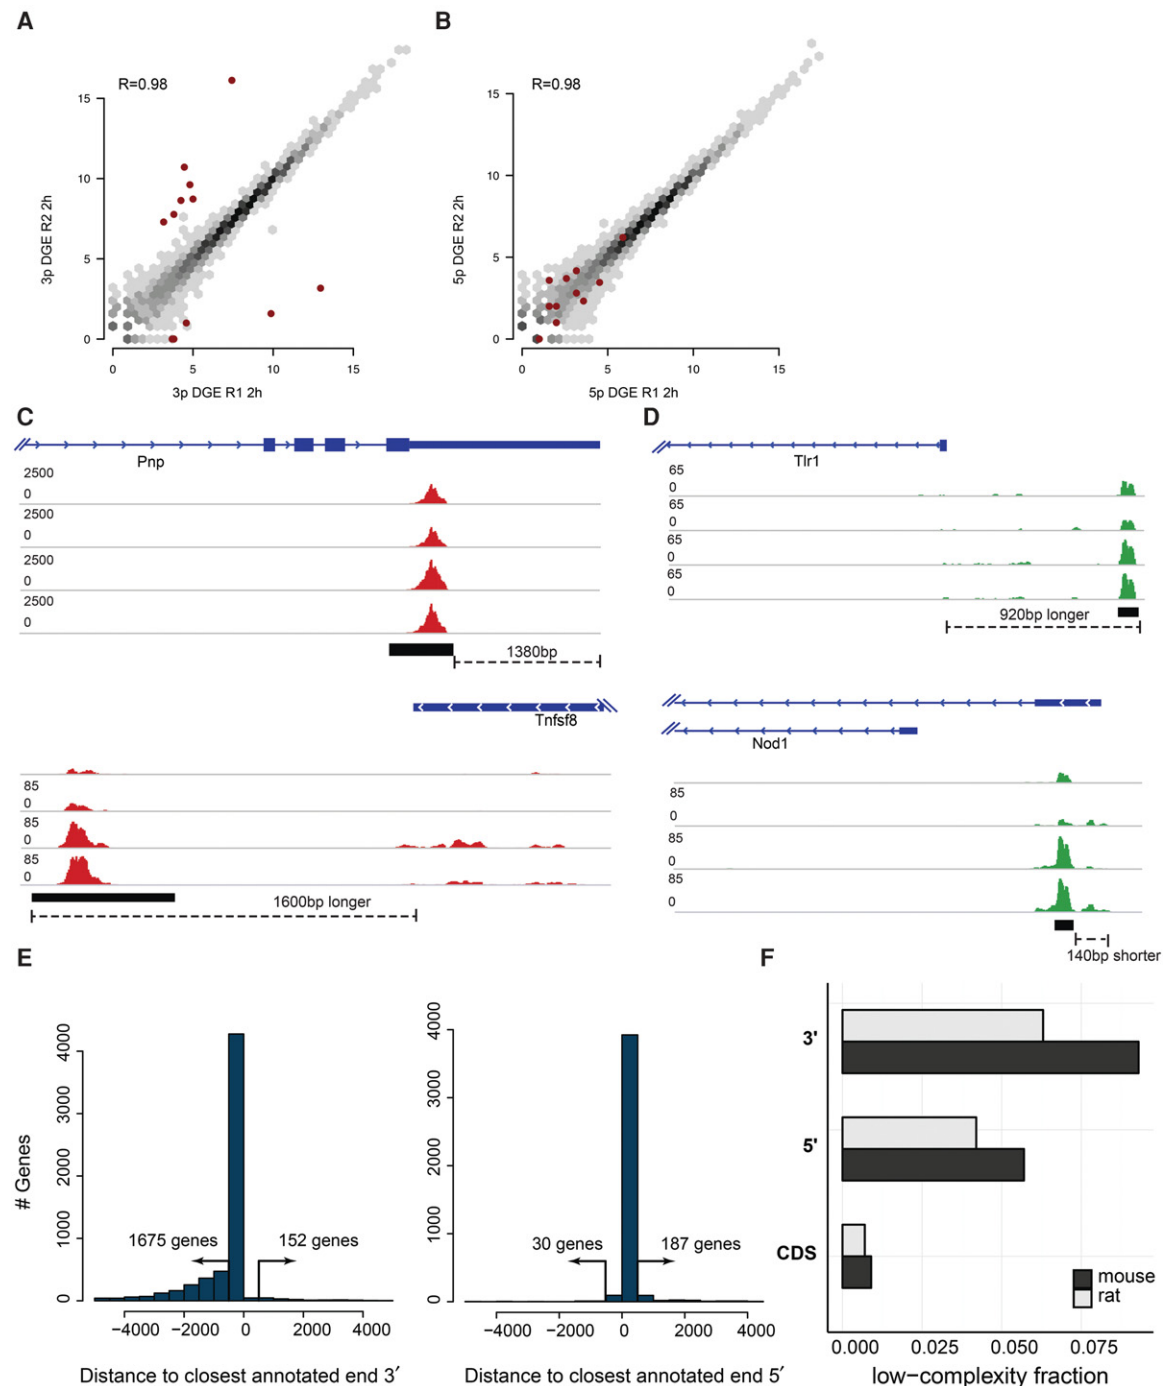 A
R=0.98
15
10
5
0
3p DGE R2 2h
0 5 10 15
3p DGE R1 2h
B
R=0.98
15
10
5
0
5p DGE R2 2h
0 5 10 15
5p DGE R1 2h
C
Pnp
2500
0
2500
0
2500
0
2500
0
1380bp
Tnfsf8
85
0
85
0
85
0
1600bp longer
D
Tlr1
65
0
65
0
65
0
65
0
920bp longer
Nod1
85
0
85
0
85
0
140bp shorter
E
# Genes
4000
3000
2000
1000
0
1675 genes
152 genes
−4000 −2000 0 2000 4000
Distance to closest annotated end 3′
4000
3000
2000
1000
0
30 genes
187 genes
−4000 −2000 0 2000 4000
Distance to closest annotated end 5′
F
3'
5'
CDS
mouse
rat
0.000 0.025 0.050 0.075
low−complexity fraction